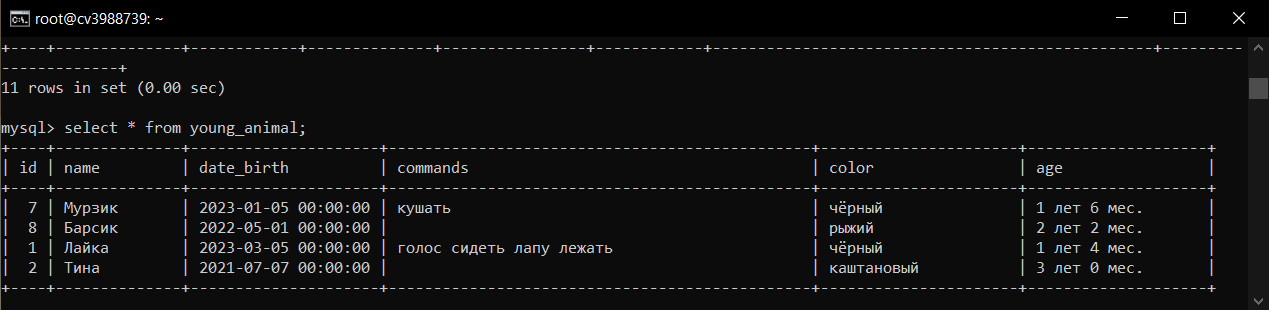 root@cv3988739: ~
+----+--------------+------------+--------------+----------------+------------+-------------------------------------------------+---------
-------------+
11 rows in set (0.00 sec)
mysql> select * from young_animal;
+----+--------------+---------------------+-----------------------------------------------+----------------------+--------------------+
| id | name         | date_birth          | commands                                      | color                | age                |
+----+--------------+---------------------+-----------------------------------------------+----------------------+--------------------+
|  7 | Мурзик       | 2023-01-05 00:00:00 | кушать                                        | чёрный               | 1 лет 6 мес.       |
|  8 | Барсик       | 2022-05-01 00:00:00 |                                               | рыжий                | 2 лет 2 мес.       |
|  1 | Лайка        | 2023-03-05 00:00:00 | голос сидеть лапу лежать                      | чёрный               | 1 лет 4 мес.       |
|  2 | Тина         | 2021-07-07 00:00:00 |                                               | каштановый           | 3 лет 0 мес.       |
+----+--------------+---------------------+-----------------------------------------------+----------------------+--------------------+